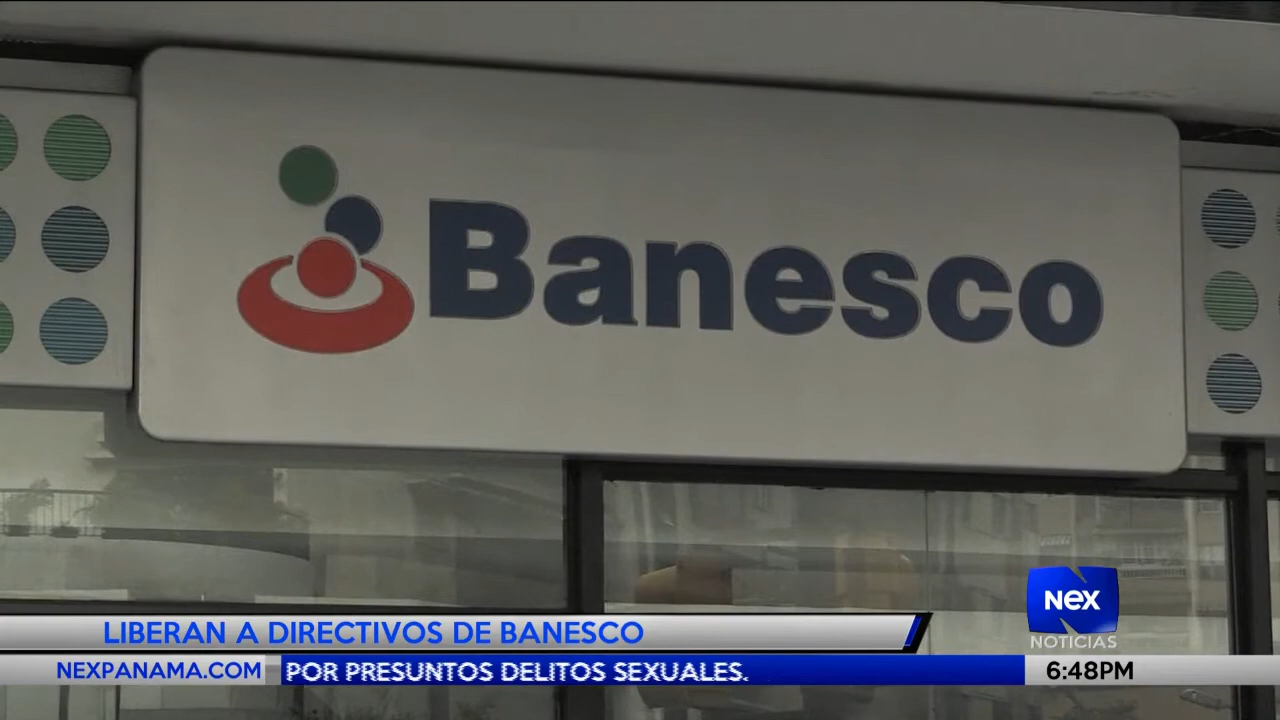 Banesco
nex
NOTICIAS
LIBERAN A DIRECTIVOS DE BANESCO
NEXPANAMA.COM
POR PRESUNTOS DELITOS SEXUALES.
6:48PM